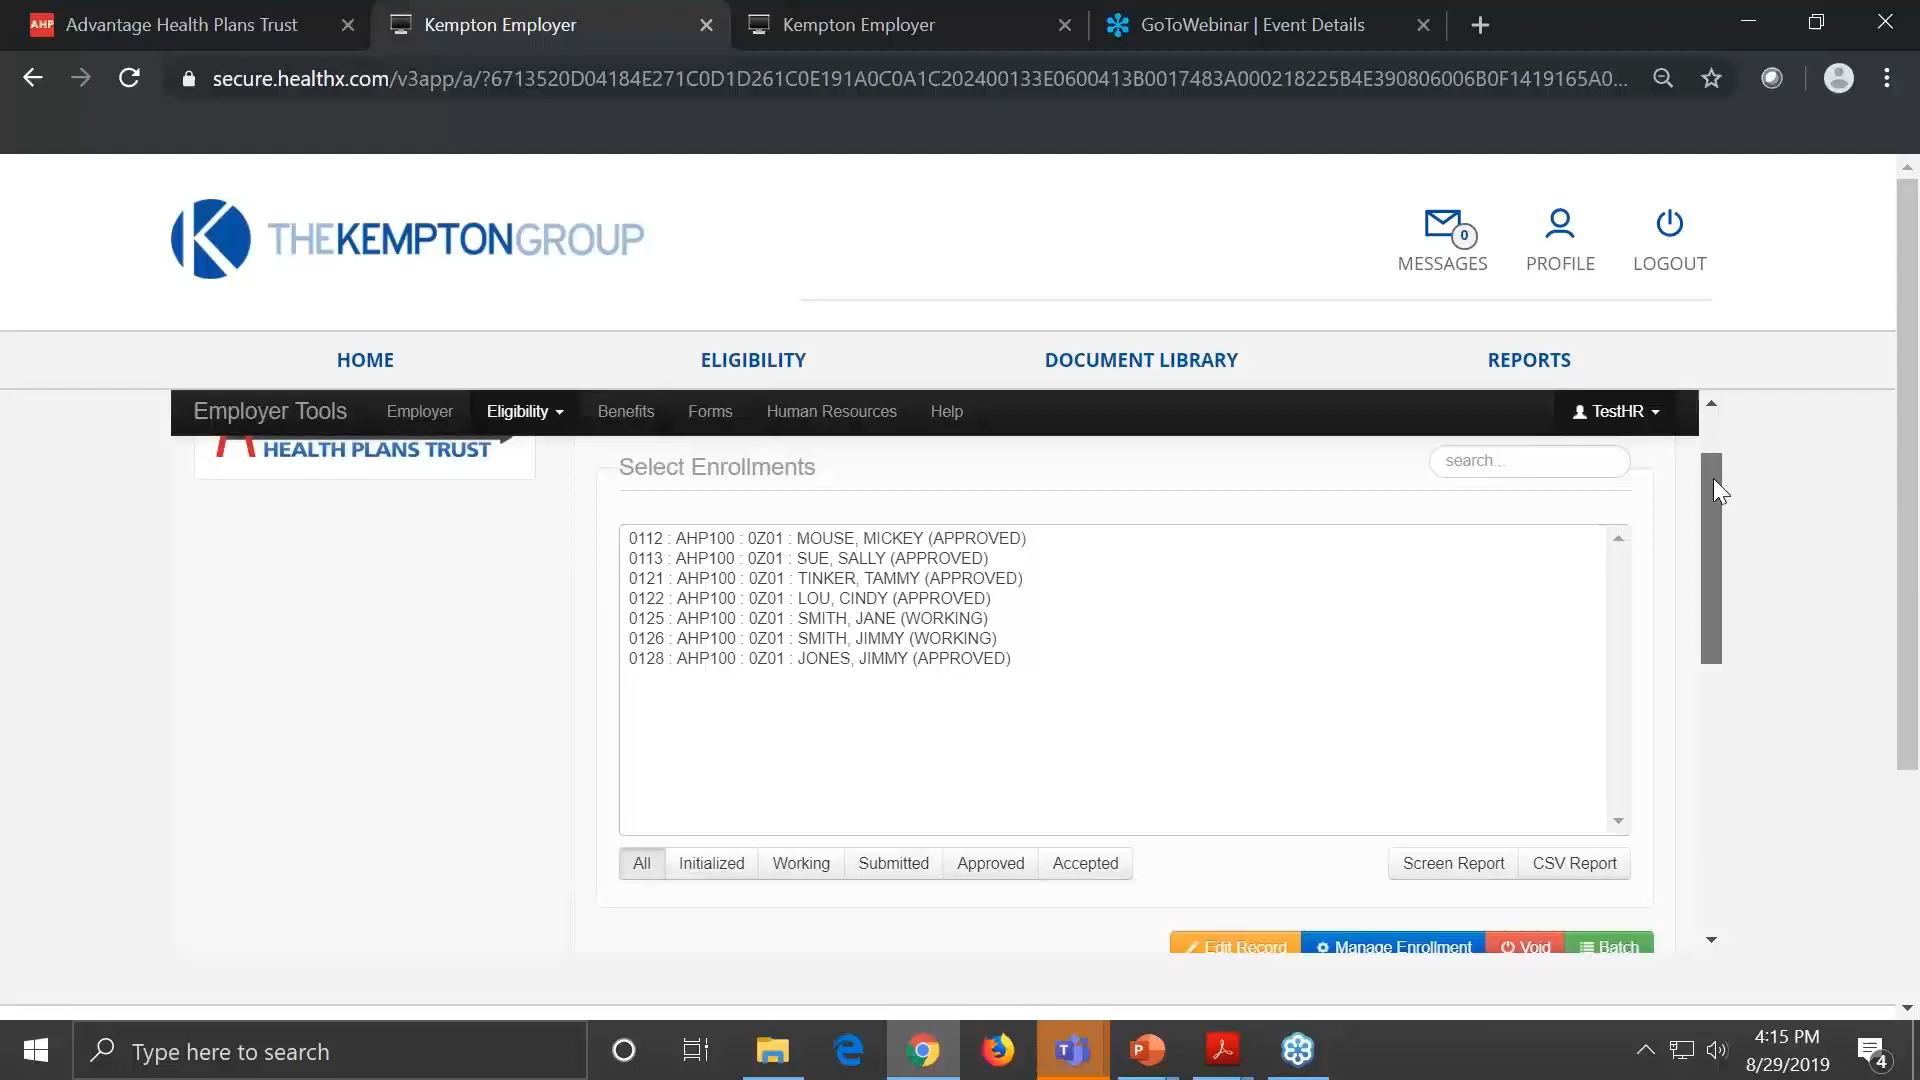 AHP Advantage Health Plans Trust
Kempton Employer
Kempton Employer
GoToWebinar | Event Details
secure.healthx.com/v3app/a/?6713520D04184E271C0D1D261C0E191A0C0A1C202400133E0600413B0017483A000218225B4E390806006B0F1419165A0...
THEKEMPTONGROUP
0
MESSAGES PROFILE LOGOUT
HOME ELIGIBILITY DOCUMENT LIBRARY REPORTS
Employer Tools Employer Eligibility Benefits Forms Human Resources Help TestHR
HEALTH PLANS TRUST
Select Enrollments
search...
0112 : AHP100 : 0Z01 : MOUSE, MICKEY (APPROVED)
0113 : AHP100 : 0Z01 : SUE, SALLY (APPROVED)
0121 : AHP100 : 0Z01 : TINKER, TAMMY (APPROVED)
0122 : AHP100 : 0Z01 : LOU, CINDY (APPROVED)
0125 : AHP100 : 0Z01 : SMITH, JANE (WORKING)
0126 : AHP100 : 0Z01 : SMITH, JIMMY (WORKING)
0128 : AHP100 : 0Z01 : JONES, JIMMY (APPROVED)
All Initialized Working Submitted Approved Accepted Screen Report CSV Report
Edit Record Manage Enrollment Void Batch
Type here to search
4:15 PM
8/29/2019
4